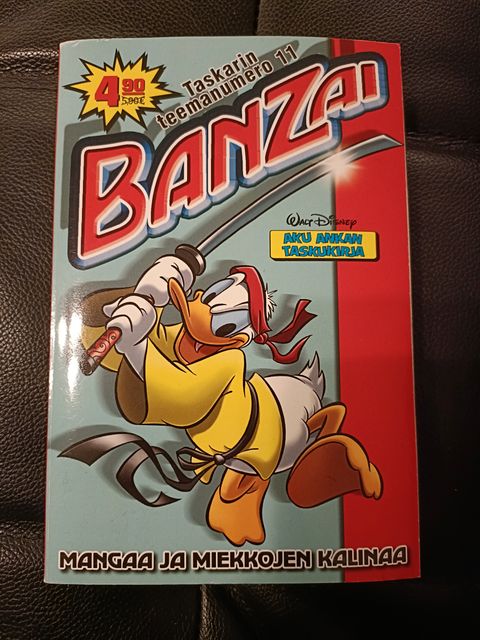 4,90
5,90€
Taskarin
teemanumero 11
BANZAI
WALT DISNEY
AKU ANKAN
TASKUKIRJA
MANGAA JA MIEKKOJEN KALINAA